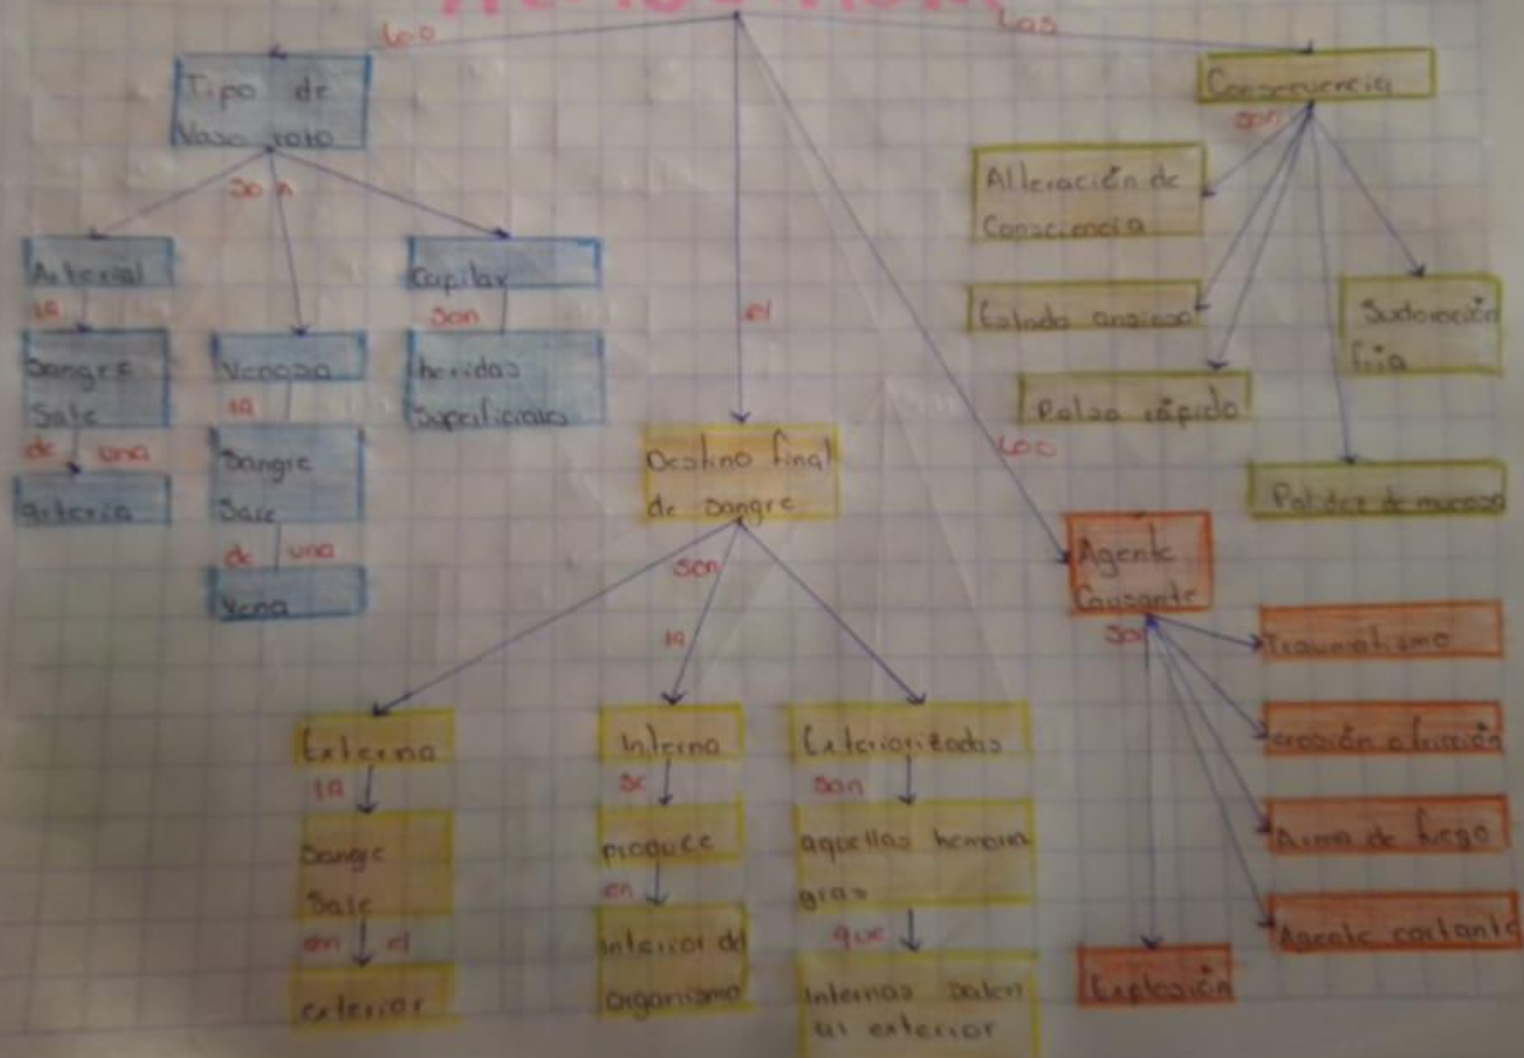 Los
Las
Tipo de
Vaso roto
son
Arterial
la
Sangre
Sale
de una
arteria
Venosa
la
Sangre
Sale
de una
Vena
Capilar
son
heridas
Superficiales
el
Destino final
de sangre
son
la
Externa
la
Sangre
Sale
en el
exterior
Interna
se
produce
en
interior del
organismo
Exteriorizadas
son
aquellas hemorra
gias
que
Internas salen
al exterior
Los
Agente
Causante
son
Traumatismo
erosión o fricción
Arma de fuego
Agente cortante
Explosión
Consecuencia
son
Alteración de
Consciencia
Estado ansioso
Pulso rápido
Palidez de mucosa
Sudoración
fria